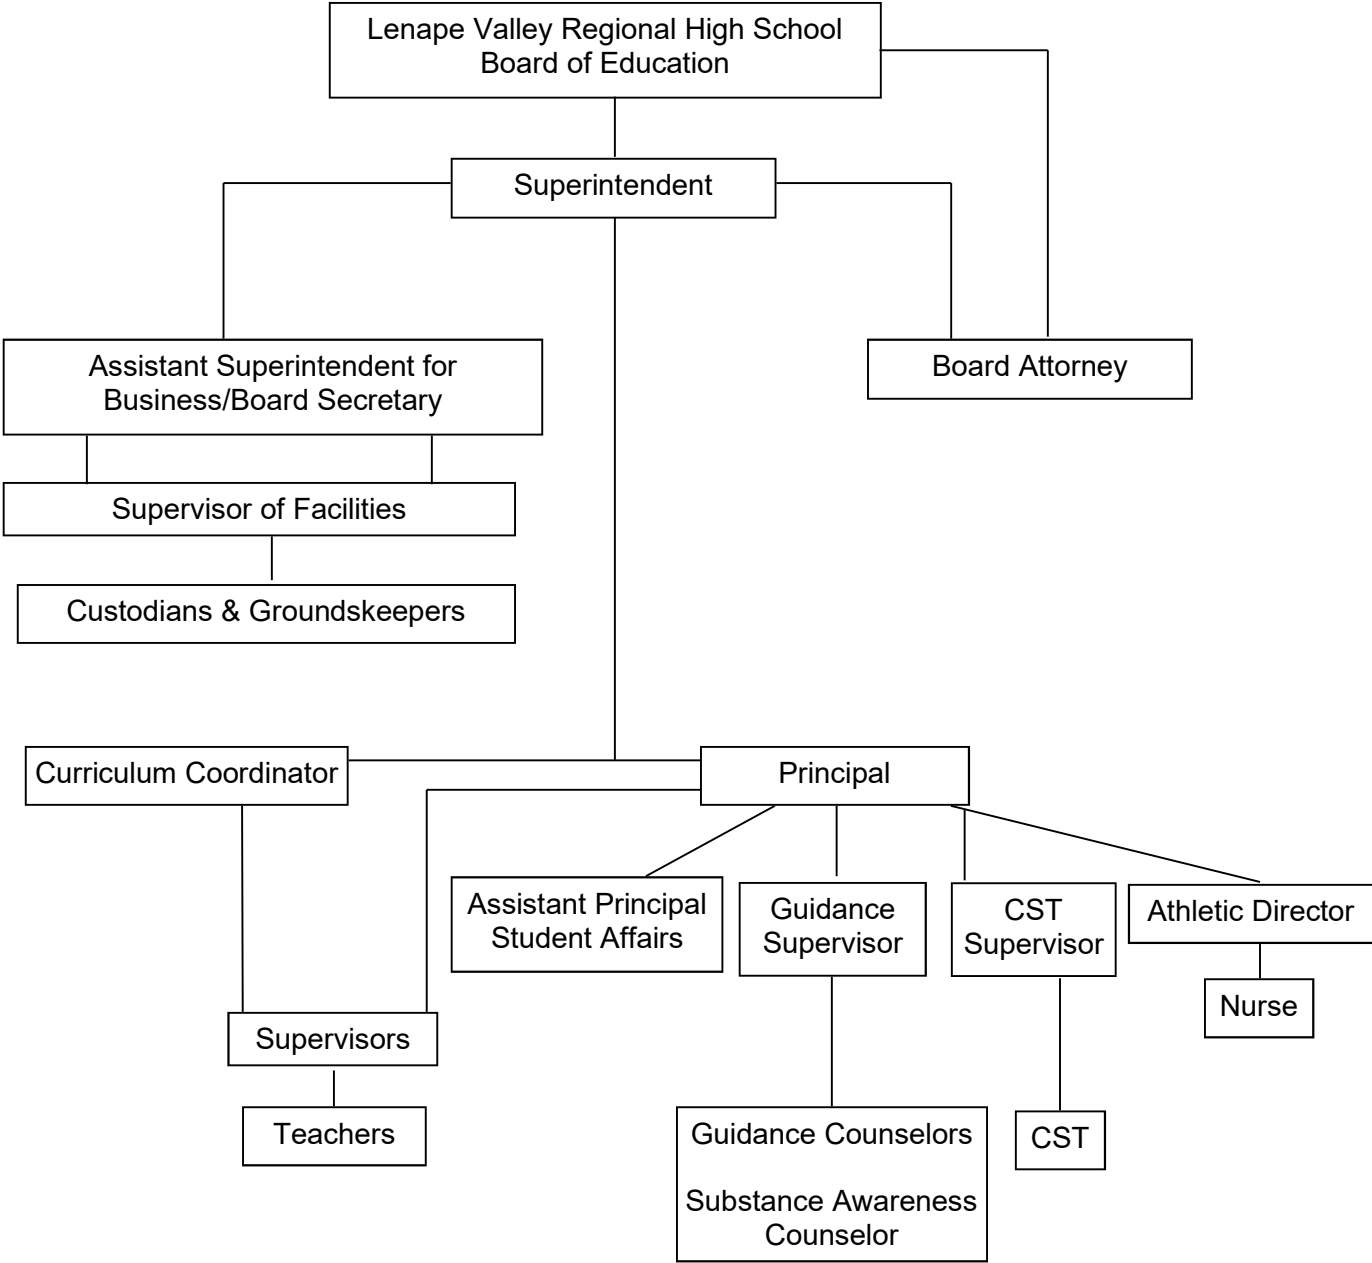 Lenape Valley Regional High School
Board of Education
Superintendent
Assistant Superintendent for
Business/Board Secretary
Board Attorney
Supervisor of Facilities
Custodians & Groundskeepers
Curriculum Coordinator
Principal
Assistant Principal
Student Affairs
Guidance
Supervisor
CST
Supervisor
Athletic Director
Nurse
Supervisors
Teachers
Guidance Counselors
Substance Awareness
Counselor
CST